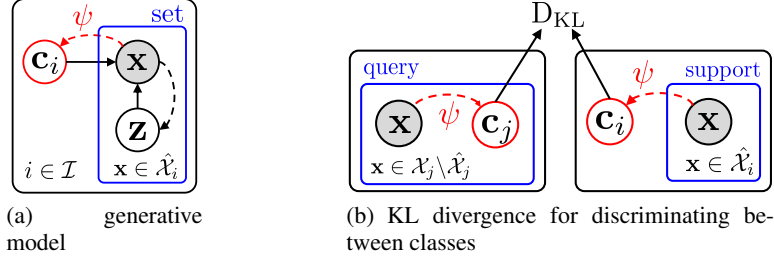 set
ψ
c_i
x
z
i ∈ I
x ∈ X̂_i
(a) generative
model
D_KL
query
x
ψ
c_j
x ∈ X_j\X̂_j
support
ψ
c_i
x
x ∈ X̂_i
(b) KL divergence for discriminating be-
tween classes